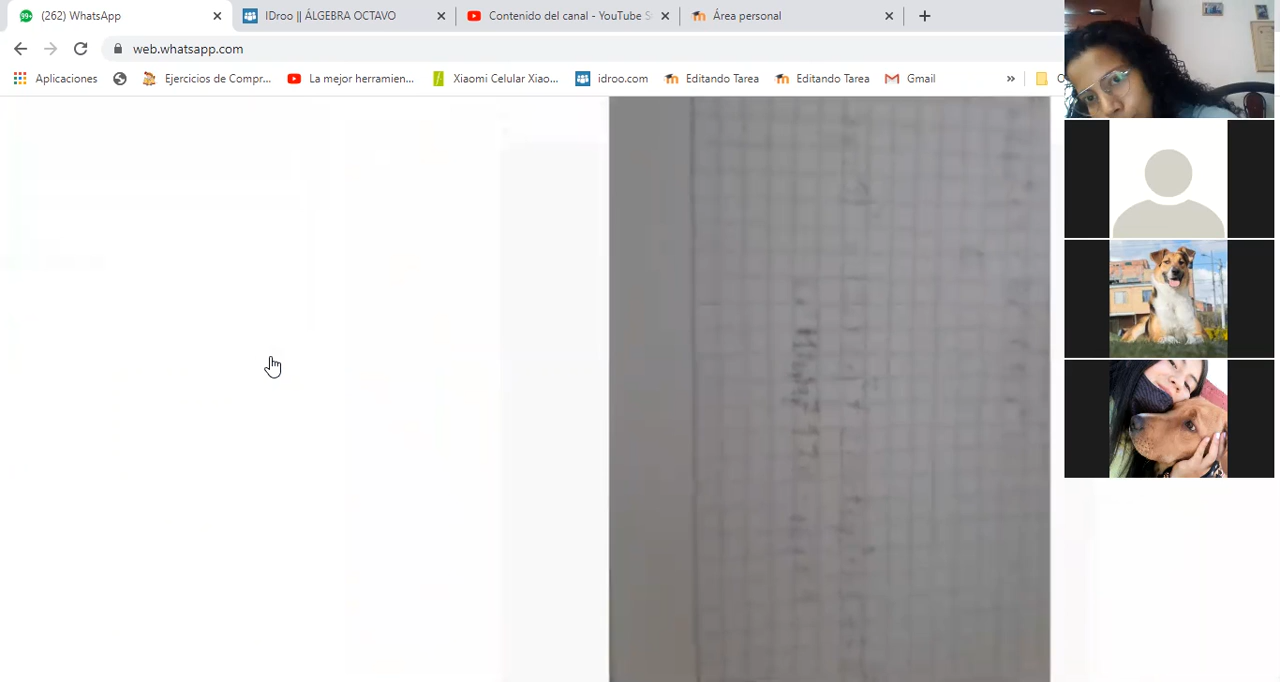 99+ (262) WhatsApp
IDroo || ÁLGEBRA OCTAVO
Contenido del canal - YouTube S
Área personal
web.whatsapp.com
Aplicaciones
Ejercicios de Compr...
La mejor herramien...
Xiaomi Celular Xiao...
idroo.com
Editando Tarea
Editando Tarea
Gmail
»